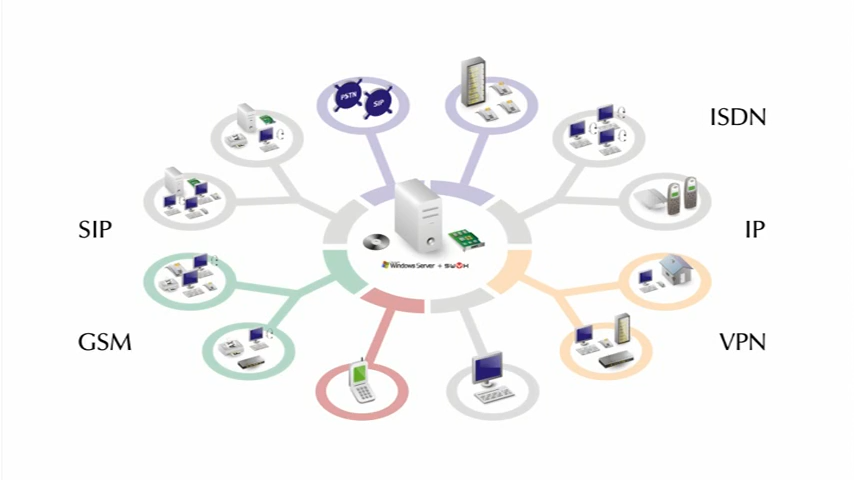 PSTN
SIP
ISDN
SIP
IP
Windows Server + SWYX
GSM
VPN